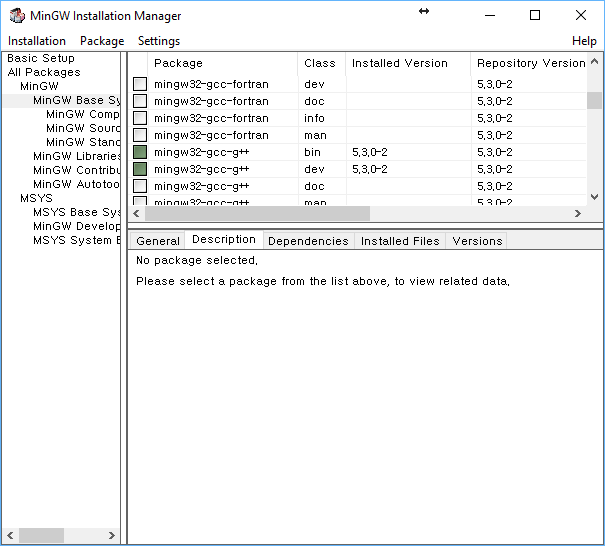 MinGW Installation Manager
Installation Package Settings Help
Basic Setup
All Packages
MinGW
MinGW Base Sy
MinGW Comp
MinGW Sourc
MinGW Stand
MinGW Libraries
MinGW Contribu
MinGW Autotoo
MSYS
MSYS Base Sys
MinGW Develop
MSYS System B
Package Class Installed Version Repository Version
mingw32-gcc-fortran dev 5,3,0-2
mingw32-gcc-fortran doc 5,3,0-2
mingw32-gcc-fortran info 5,3,0-2
mingw32-gcc-fortran man 5,3,0-2
mingw32-gcc-g++ bin 5,3,0-2 5,3,0-2
mingw32-gcc-g++ dev 5,3,0-2 5,3,0-2
mingw32-gcc-g++ doc 5,3,0-2
mingw32-gcc-g++ man 5,3,0-2
General Description Dependencies Installed Files Versions
No package selected,
Please select a package from the list above, to view related data,